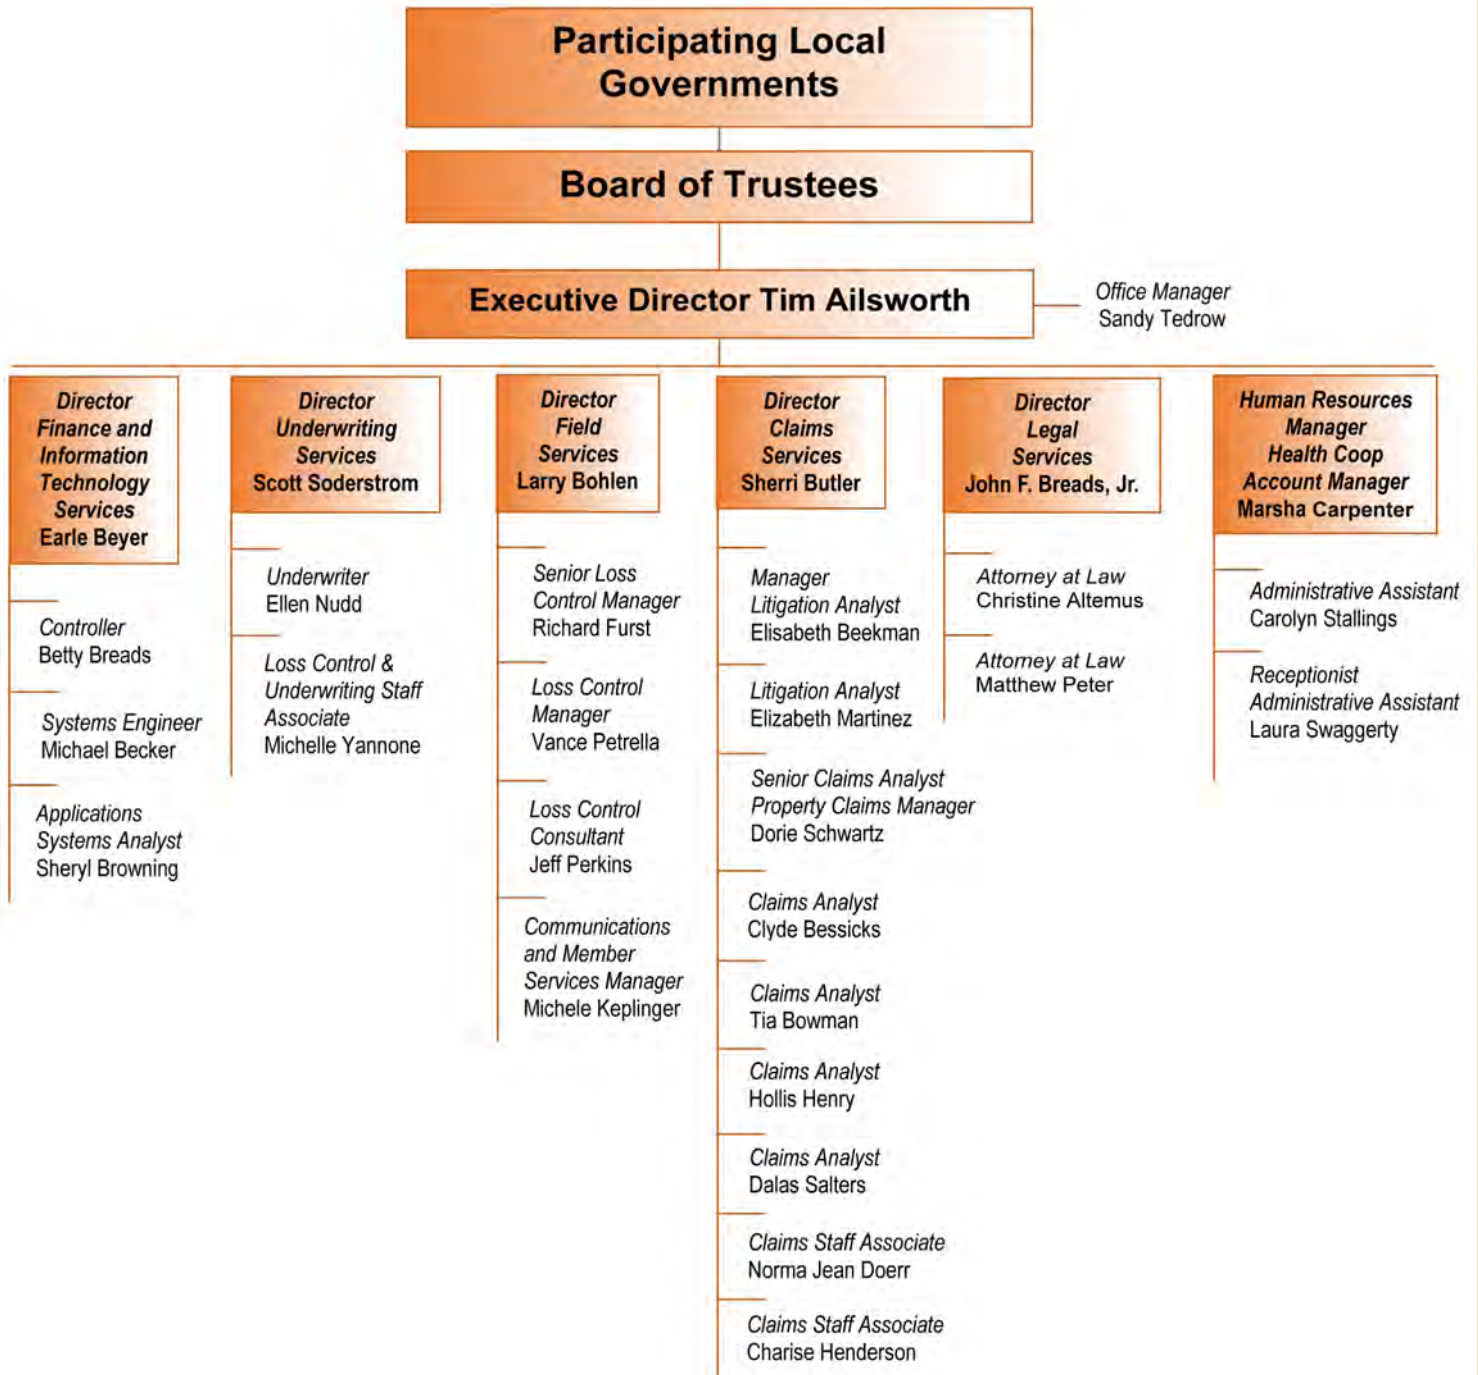 Participating Local
Governments
Board of Trustees
Executive Director Tim Ailsworth
Office Manager
Sandy Tedrow
Director
Finance and
Information
Technology
Services
Earle Beyer
Controller
Betty Breads
Systems Engineer
Michael Becker
Applications
Systems Analyst
Sheryl Browning
Director
Underwriting
Services
Scott Soderstrom
Underwriter
Ellen Nudd
Loss Control &
Underwriting Staff
Associate
Michelle Yannone
Director
Field
Services
Larry Bohlen
Senior Loss
Control Manager
Richard Furst
Loss Control
Manager
Vance Petrella
Loss Control
Consultant
Jeff Perkins
Communications
and Member
Services Manager
Michele Keplinger
Director
Claims
Services
Sherri Butler
Manager
Litigation Analyst
Elisabeth Beekman
Litigation Analyst
Elizabeth Martinez
Senior Claims Analyst
Property Claims Manager
Dorie Schwartz
Claims Analyst
Clyde Bessicks
Claims Analyst
Tia Bowman
Claims Analyst
Hollis Henry
Claims Analyst
Dalas Salters
Claims Staff Associate
Norma Jean Doerr
Claims Staff Associate
Charise Henderson
Director
Legal
Services
John F. Breads, Jr.
Attorney at Law
Christine Altemus
Attorney at Law
Matthew Peter
Human Resources
Manager
Health Coop
Account Manager
Marsha Carpenter
Administrative Assistant
Carolyn Stallings
Receptionist
Administrative Assistant
Laura Swaggerty